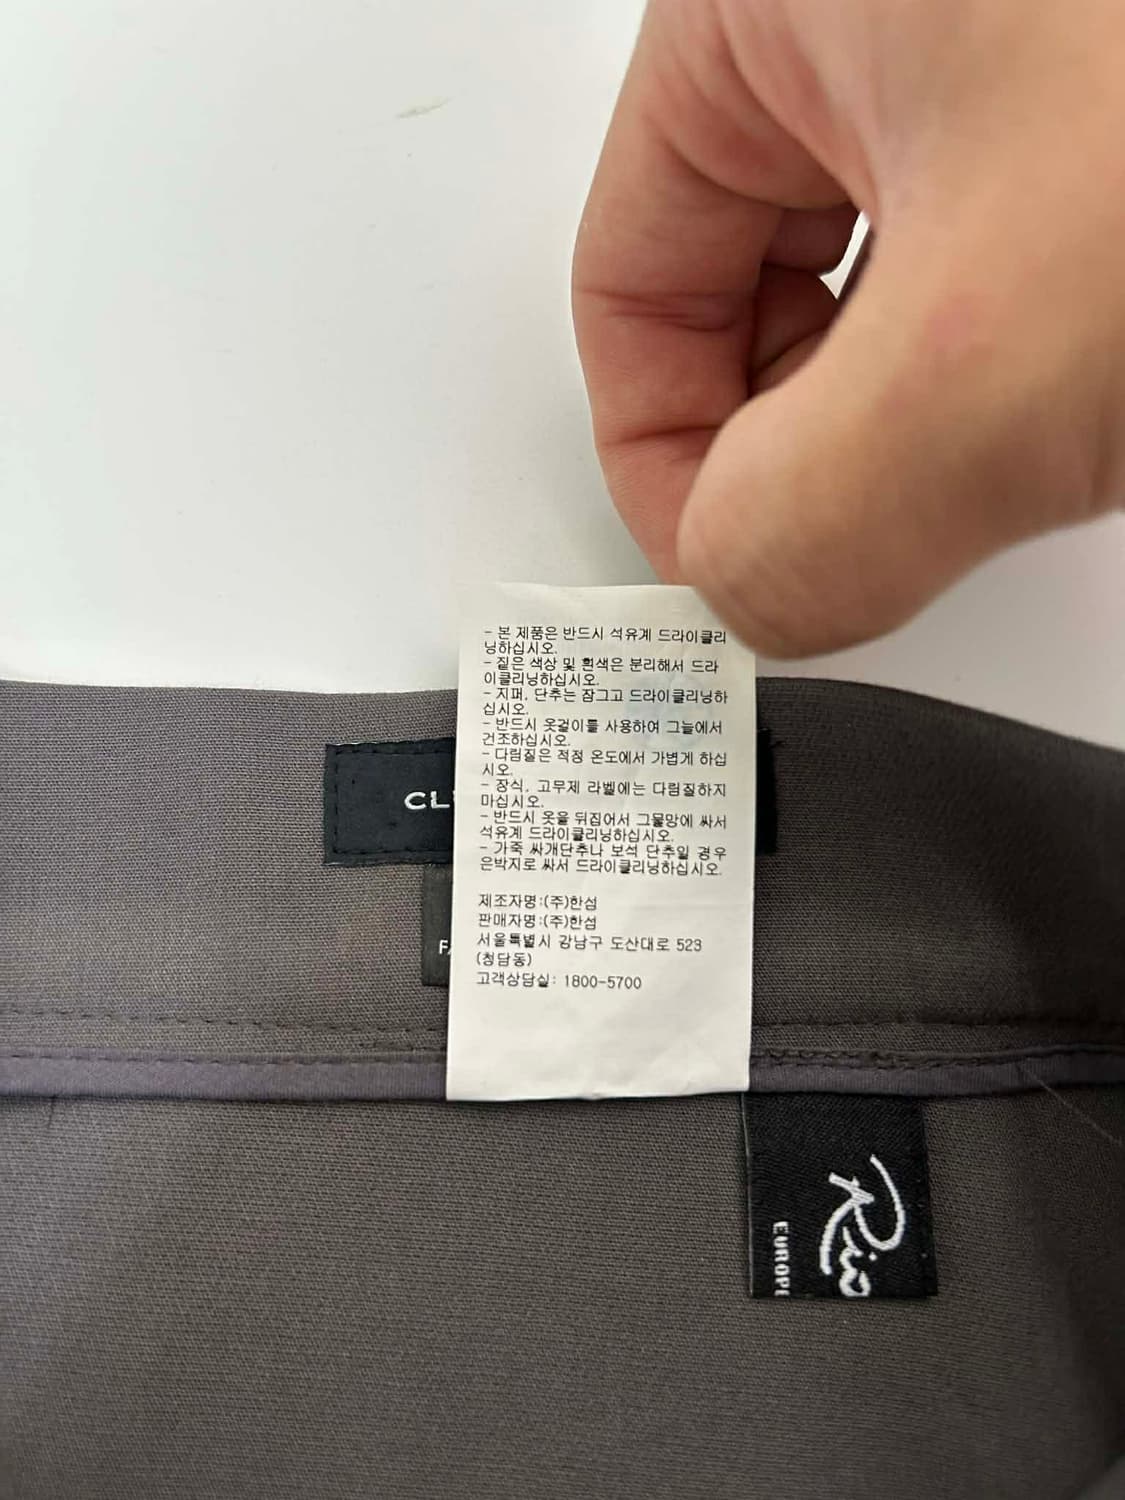 - 본 제품은 반드시 석유계 드라이클리
닝하십시오.
- 짙은 색상 및 흰색은 분리해서 드라
이클리닝하십시오.
- 지퍼, 단추는 잠그고 드라이클리닝하
십시오.
- 반드시 옷걸이를 사용하여 그늘에서
건조하십시오.
- 다림질은 적정 온도에서 가볍게 하십
시오.
- 장식, 고무제 라벨에는 다림질하지
마십시오.
- 반드시 옷을 뒤집어서 그물망에 싸서
석유계 드라이클리닝하십시오.
- 가죽 싸개단추나 보석 단추일 경우
은박지로 싸서 드라이클리닝하십시오.
제조자명:(주)한섬
판매자명:(주)한섬
서울특별시 강남구 도산대로 523
(청담동)
고객상담실: 1800-5700
Rio